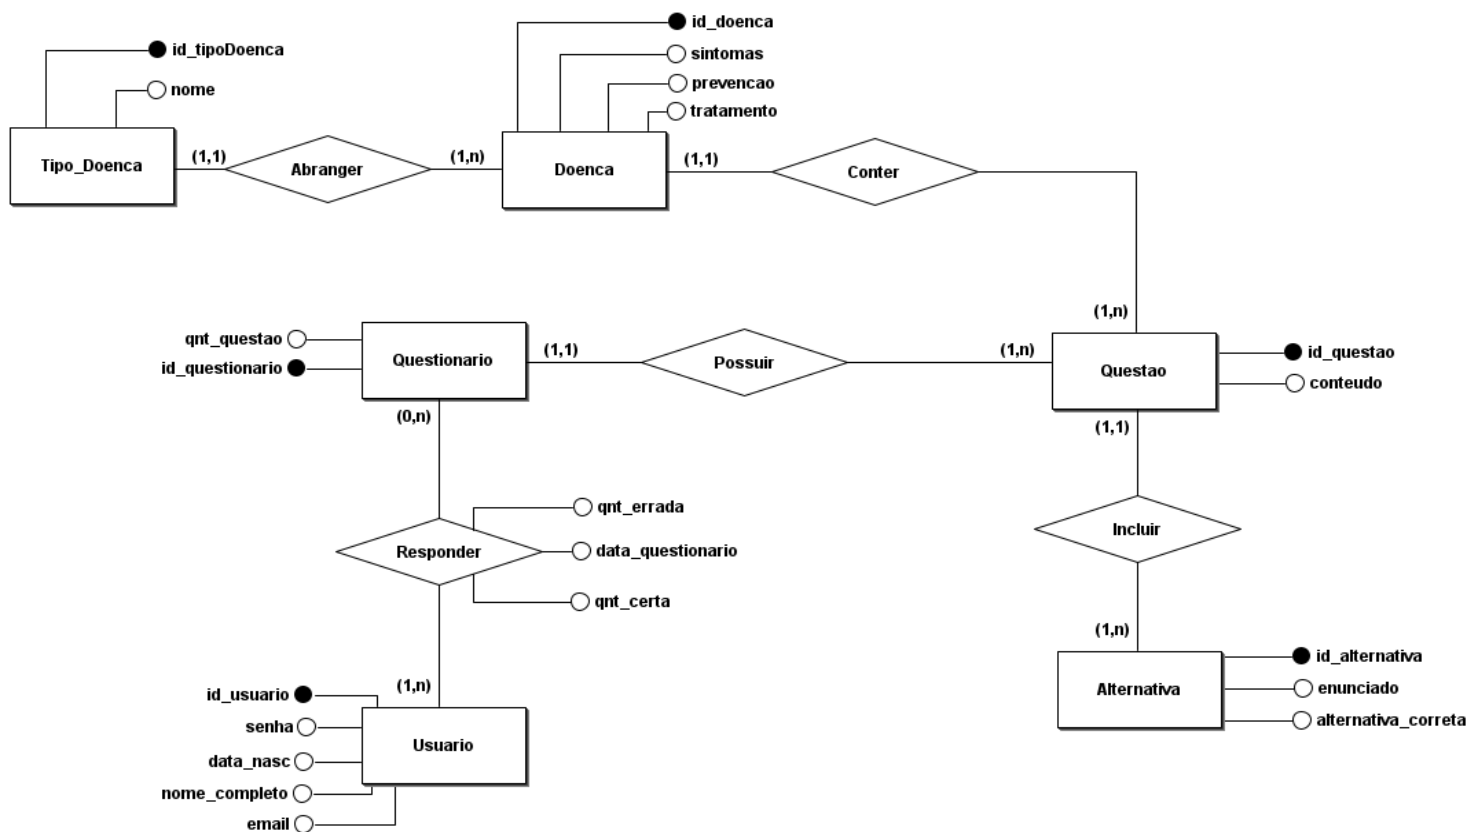 id_doenca
id_tipoDoenca
sintomas
nome
prevencao
tratamento
Tipo_Doenca
(1,1)
Abranger
(1,n)
Doenca
(1,1)
Conter
(1,n)
qnt_questao
id_questionario
Questionario
(1,1)
Possuir
(1,n)
Questao
id_questao
conteudo
(0,n)
(1,1)
qnt_errada
Responder
data_questionario
qnt_certa
Incluir
(1,n)
(1,n)
id_usuario
senha
data_nasc
nome_completo
email
Usuario
Alternativa
id_alternativa
enunciado
alternativa_correta